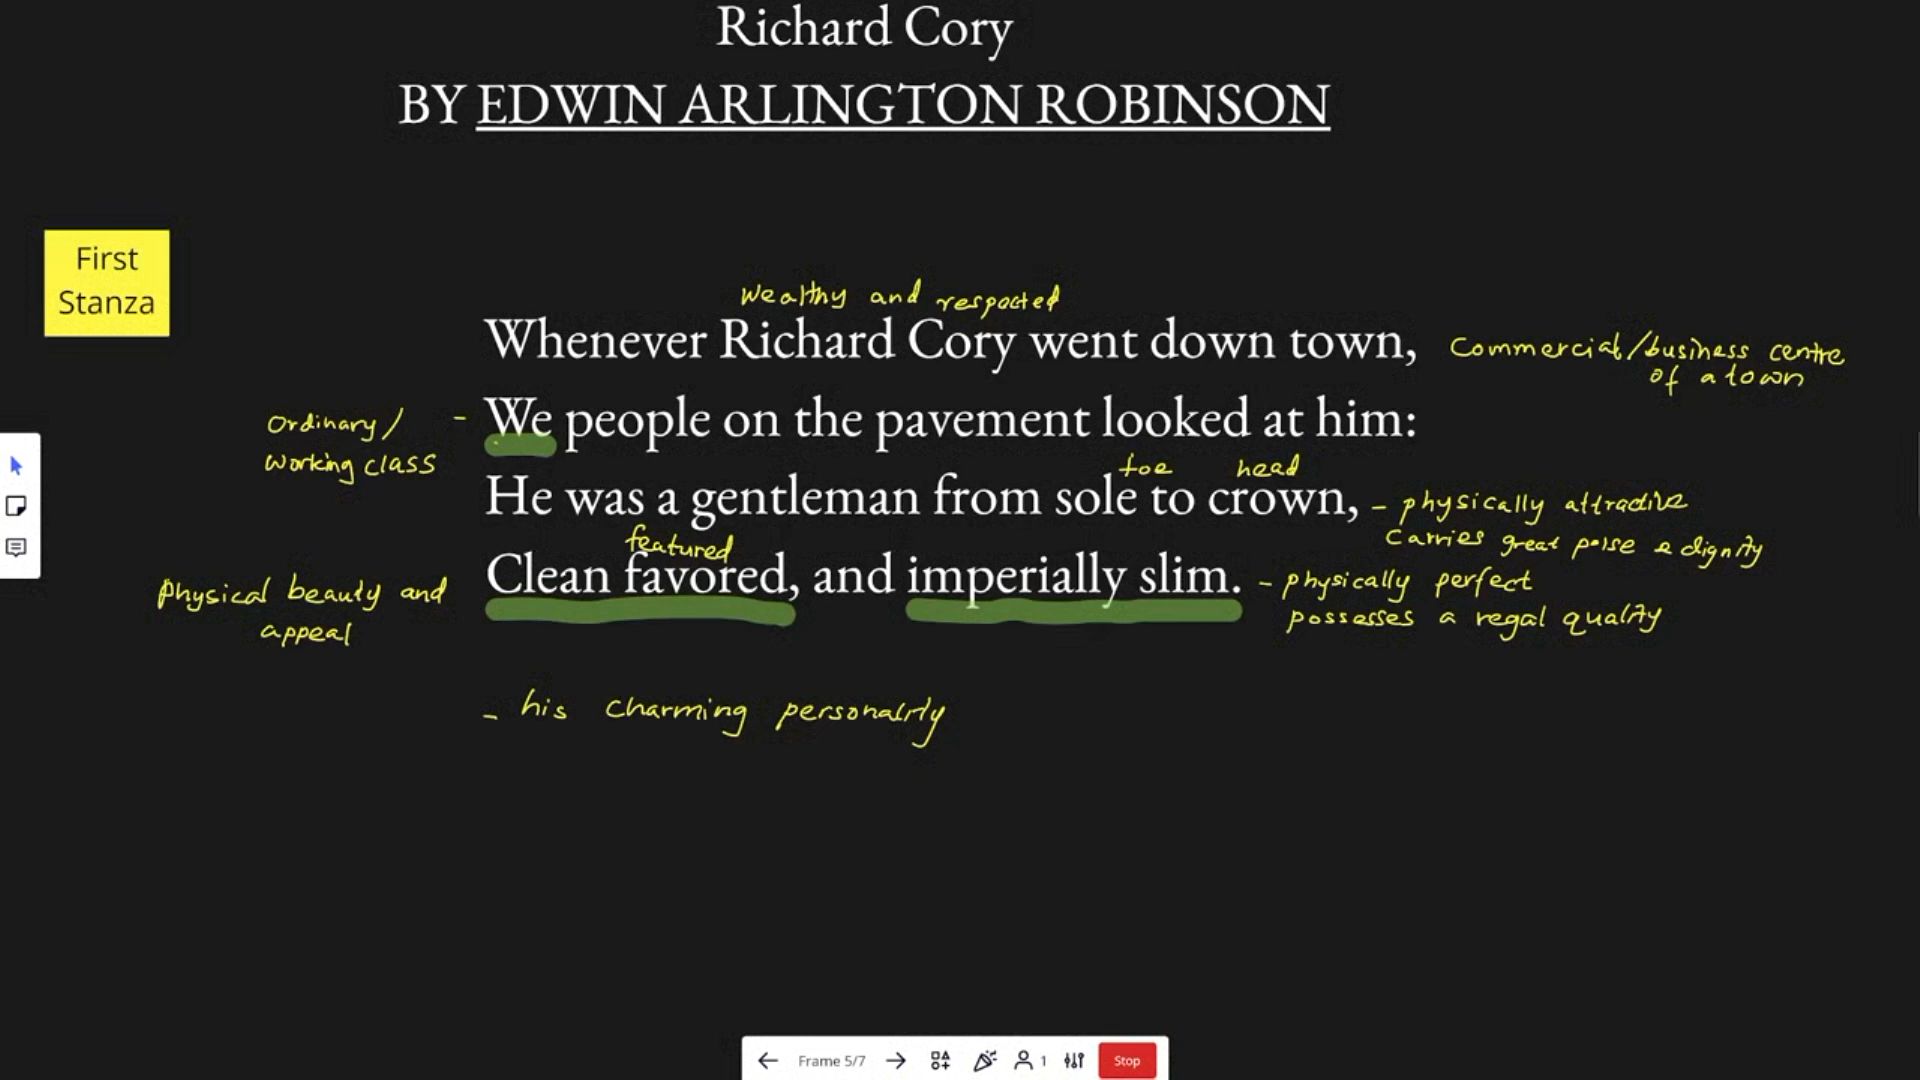 Richard Cory
BY EDWIN ARLINGTON ROBINSON
First
Stanza
Wealthy and respected
Whenever Richard Cory went down town,
Commercial/business centre
of a town
Ordinary/
Working class
- We people on the pavement looked at him:
toe head
He was a gentleman from sole to crown,
- physically attractive
Carries great poise & dignity
featured
Clean favored, and imperially slim.
- physically perfect
possesses a regal quality
Physical beauty and
appeal
- his charming personality
Frame 5/7
1
Stop